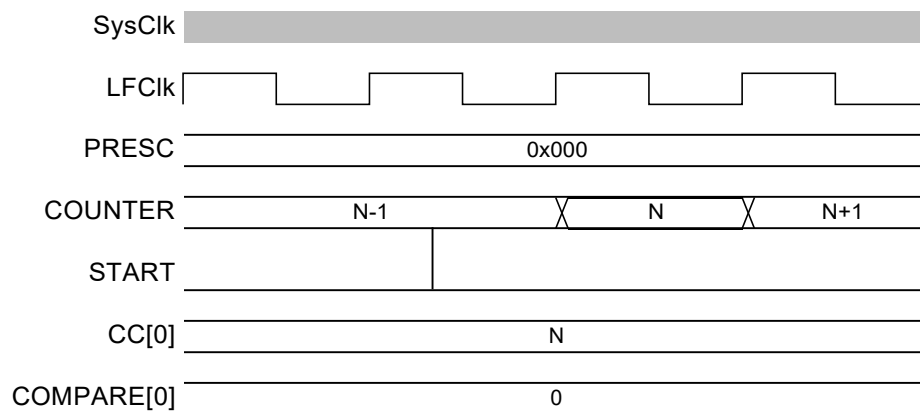 SysClk
LFClk
PRESC 0x000
COUNTER N-1 N N+1
START
CC[0] N
COMPARE[0] 0